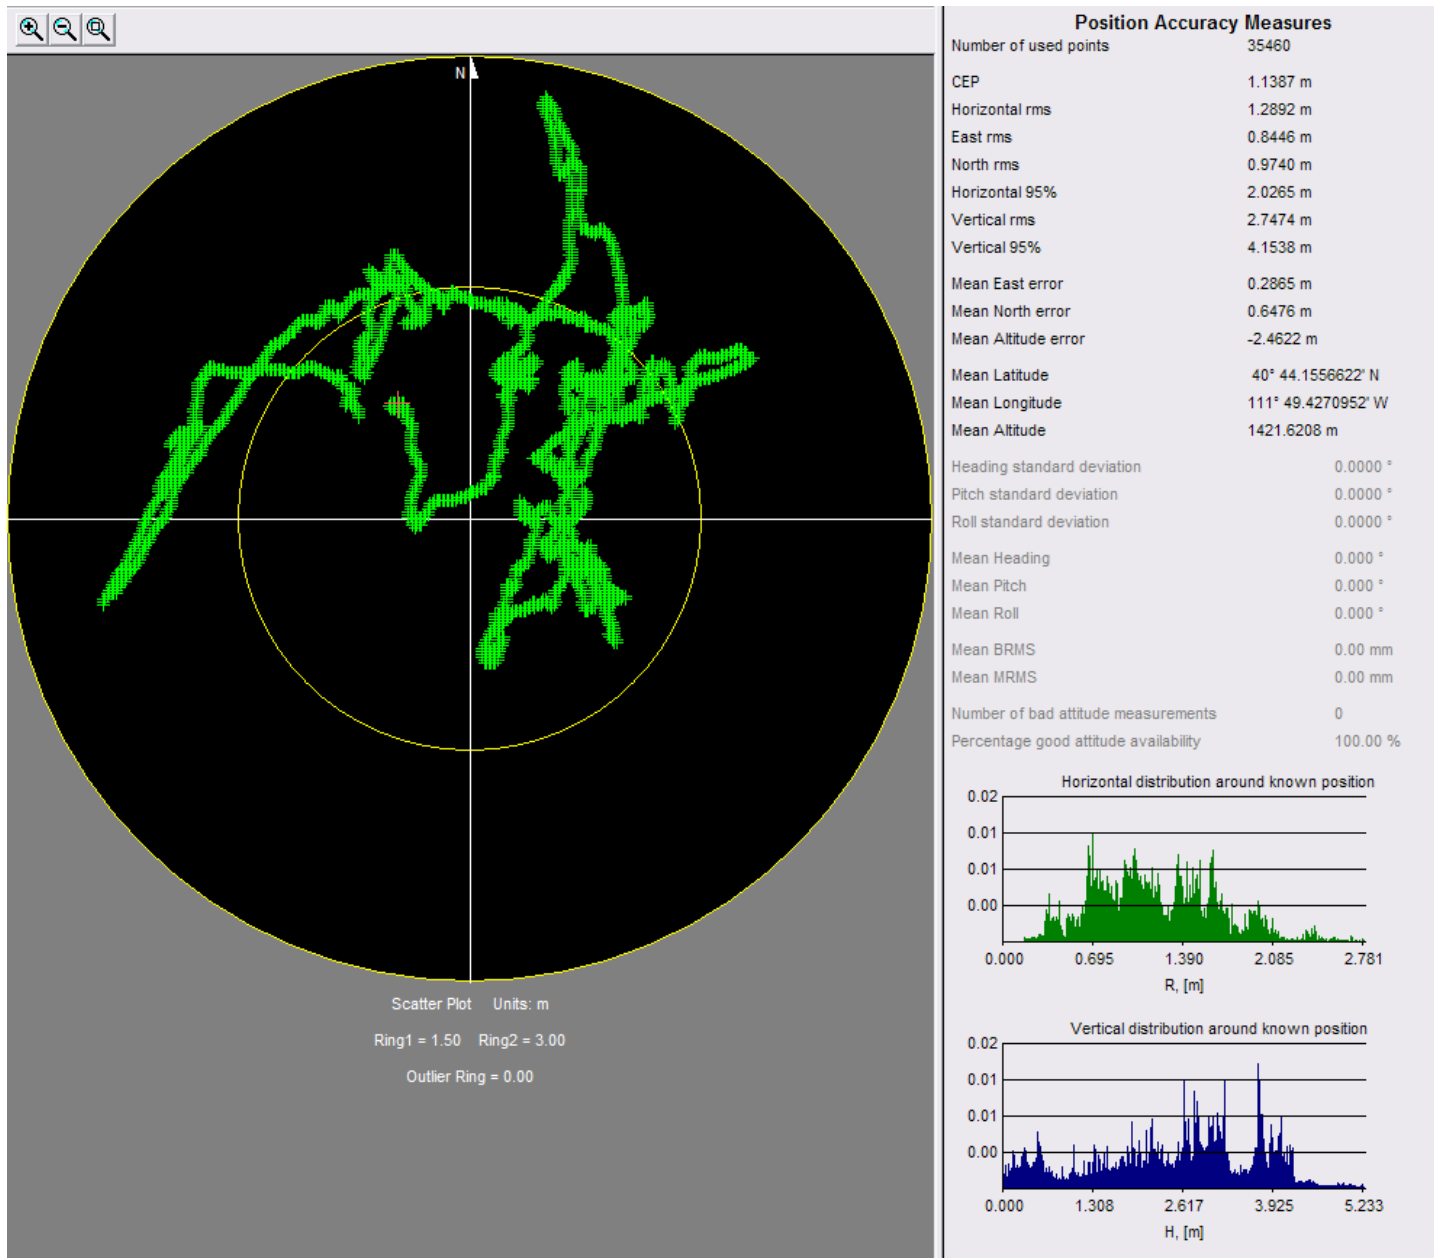 N
Scatter Plot Units: m
Ring1 = 1.50 Ring2 = 3.00
Outlier Ring = 0.00
Position Accuracy Measures
Number of used points 35460
CEP 1.1387 m
Horizontal rms 1.2892 m
East rms 0.8446 m
North rms 0.9740 m
Horizontal 95% 2.0265 m
Vertical rms 2.7474 m
Vertical 95% 4.1538 m
Mean East error 0.2865 m
Mean North error 0.6476 m
Mean Altitude error -2.4622 m
Mean Latitude 40° 44.1556622' N
Mean Longitude 111° 49.4270952' W
Mean Altitude 1421.6208 m
Heading standard deviation 0.0000 °
Pitch standard deviation 0.0000 °
Roll standard deviation 0.0000 °
Mean Heading 0.000 °
Mean Pitch 0.000 °
Mean Roll 0.000 °
Mean BRMS 0.00 mm
Mean MRMS 0.00 mm
Number of bad attitude measurements 0
Percentage good attitude availability 100.00 %
Horizontal distribution around known position
0.02
0.01
0.01
0.00
0.000 0.695 1.390 2.085 2.781
R, [m]
Vertical distribution around known position
0.02
0.01
0.01
0.00
0.000 1.308 2.617 3.925 5.233
H, [m]